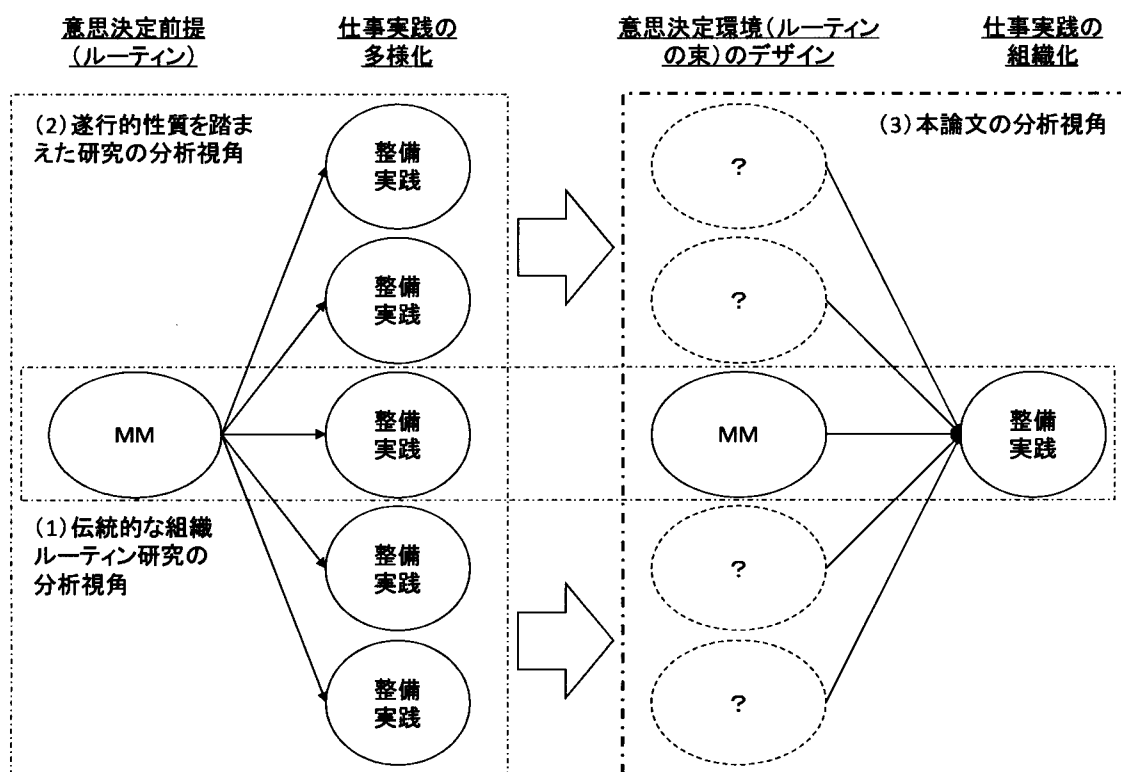 意思決定前提
(ルーティン)
仕事実践の
多様化
意思決定環境(ルーティン
の束)のデザイン
仕事実践の
組織化
(2)遂行的性質を踏ま
えた研究の分析視角
(3)本論文の分析視角
整備
実践
?
整備
実践
?
MM
整備
実践
MM
整備
実践
(1)伝統的な組織
ルーティン研究の
分析視角
整備
実践
?
整備
実践
?